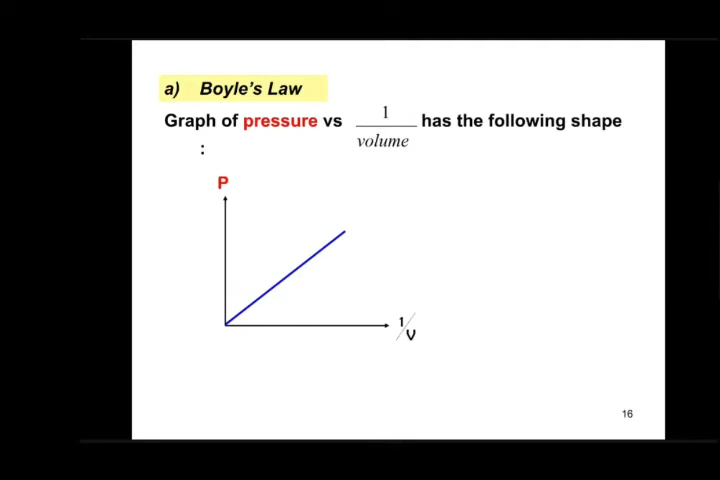 a) Boyle's Law
Graph of pressure vs 1/volume has the following shape
:
P
1/V
16